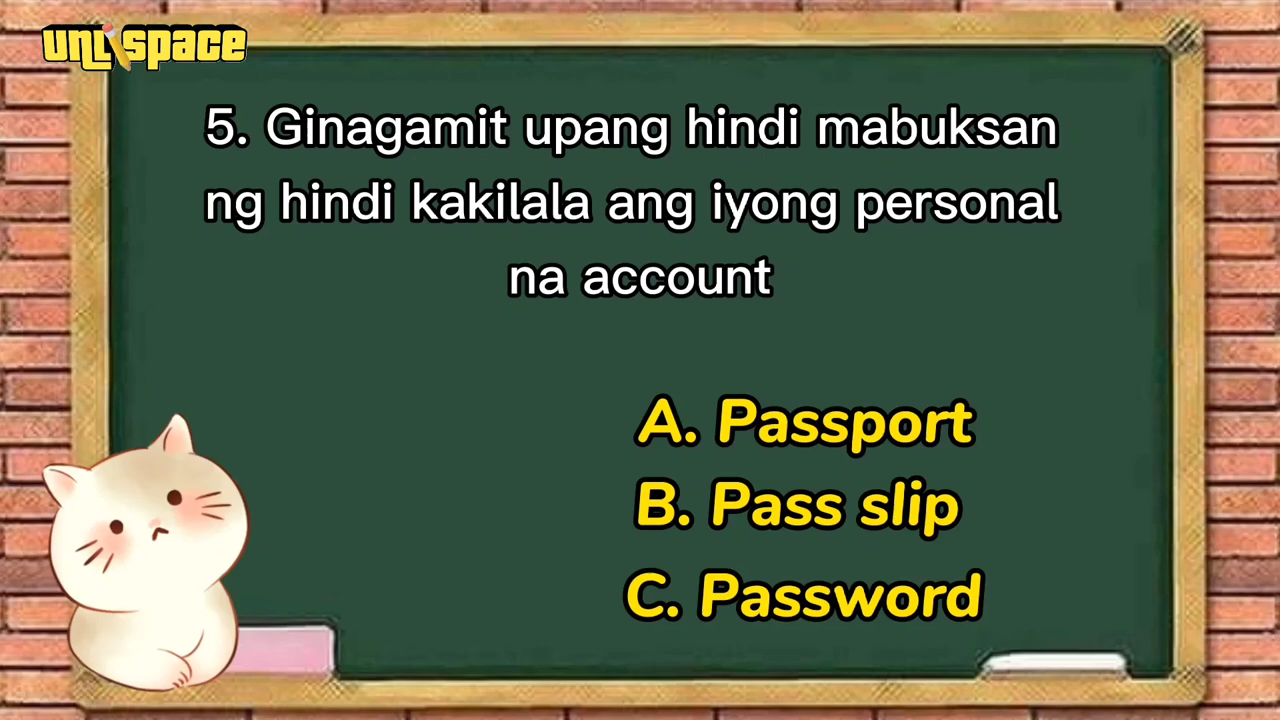 UNLISPACE
5. Ginagamit upang hindi mabuksan
ng hindi kakilala ang iyong personal
na account
A. Passport
B. Pass slip
C. Password